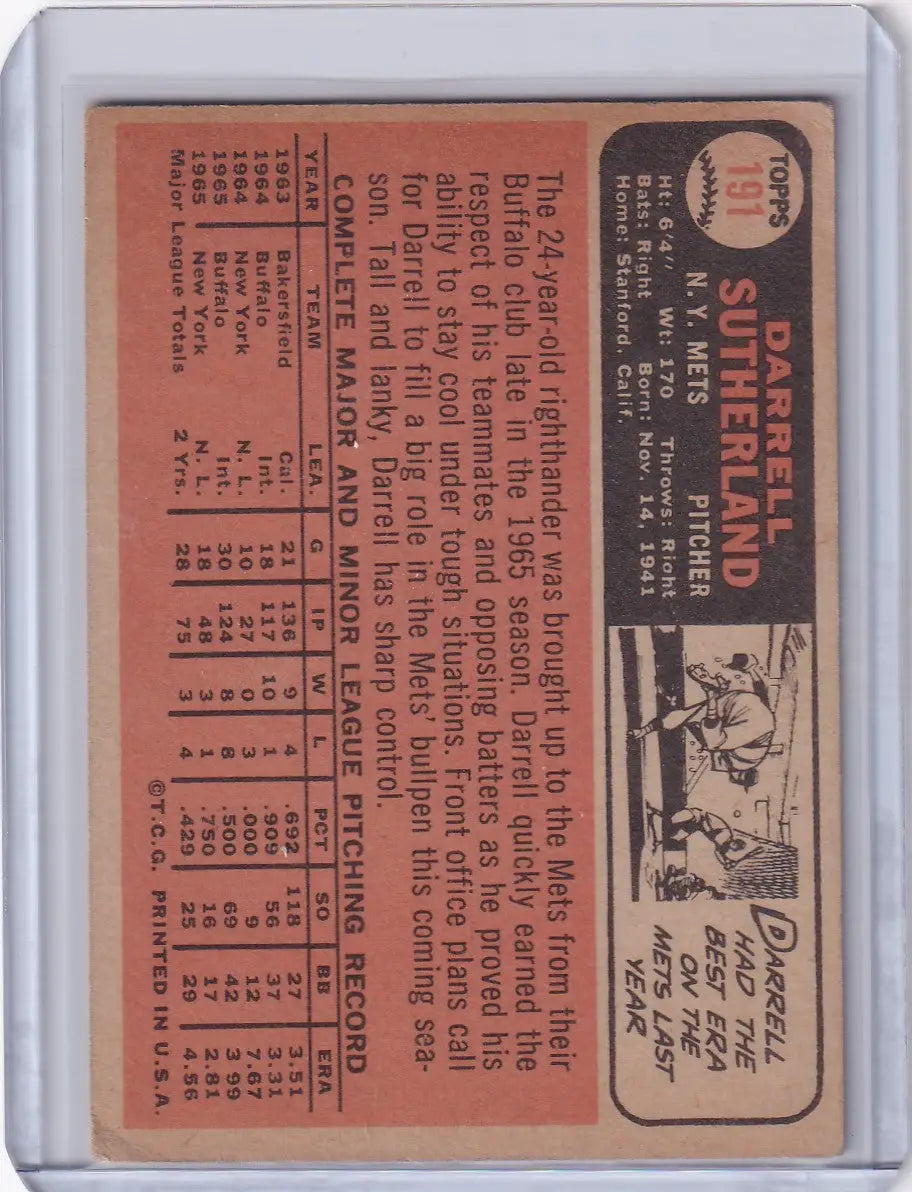 TOPPS
191
DARRELL
SUTHERLAND
N. Y. METS PITCHER
Ht: 6'4" Wt: 170 Throws: Right
Bats: Right Born: Nov. 14, 1941
Home: Stanford, Calif.
DARRELL
HAD THE
BEST ERA
ON THE
METS LAST
YEAR
The 24-year-old righthander was brought up to the Mets from their
Buffalo club late in the 1965 season. Darrell quickly earned the
respect of his teammates and opposing batters as he proved his
ability to stay cool under tough situations. Front office plans call
for Darrell to fill a big role in the Mets' bullpen this coming sea-
son. Tall and lanky, Darrell has sharp control.
COMPLETE MAJOR AND MINOR LEAGUE PITCHING RECORD
YEAR TEAM LEA. G IP W L PCT SO BB ERA
1963 Bakersfield Cal. 21 136 9 4 .692 118 27 3.51
1964 Buffalo Int. 18 117 10 1 .909 56 37 3.31
1964 New York N. L. 10 27 0 3 .000 9 12 7.67
1965 Buffalo Int. 30 124 8 8 .500 69 42 3.99
1965 New York N. L. 18 48 3 1 .750 16 17 2.81
Major League Totals 2 Yrs. 28 75 3 4 .429 25 29 4.56
©T.C.G. PRINTED IN U.S.A.